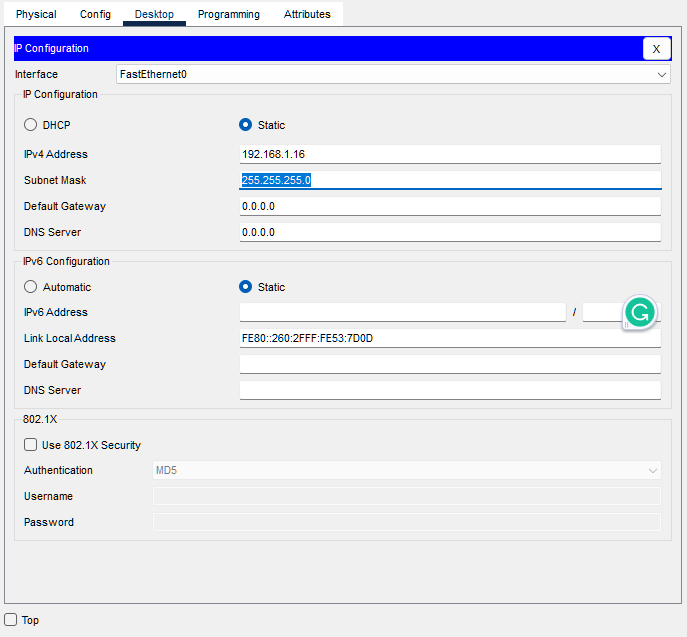 Physical Config Desktop Programming Attributes
IP Configuration X
Interface FastEthernet0
IP Configuration
DHCP Static
IPv4 Address 192.168.1.16
Subnet Mask 255.255.255.0
Default Gateway 0.0.0.0
DNS Server 0.0.0.0
IPv6 Configuration
Automatic Static
IPv6 Address /
Link Local Address FE80::260:2FFF:FE53:7D0D
Default Gateway
DNS Server
802.1X
Use 802.1X Security
Authentication MD5
Username
Password
Top